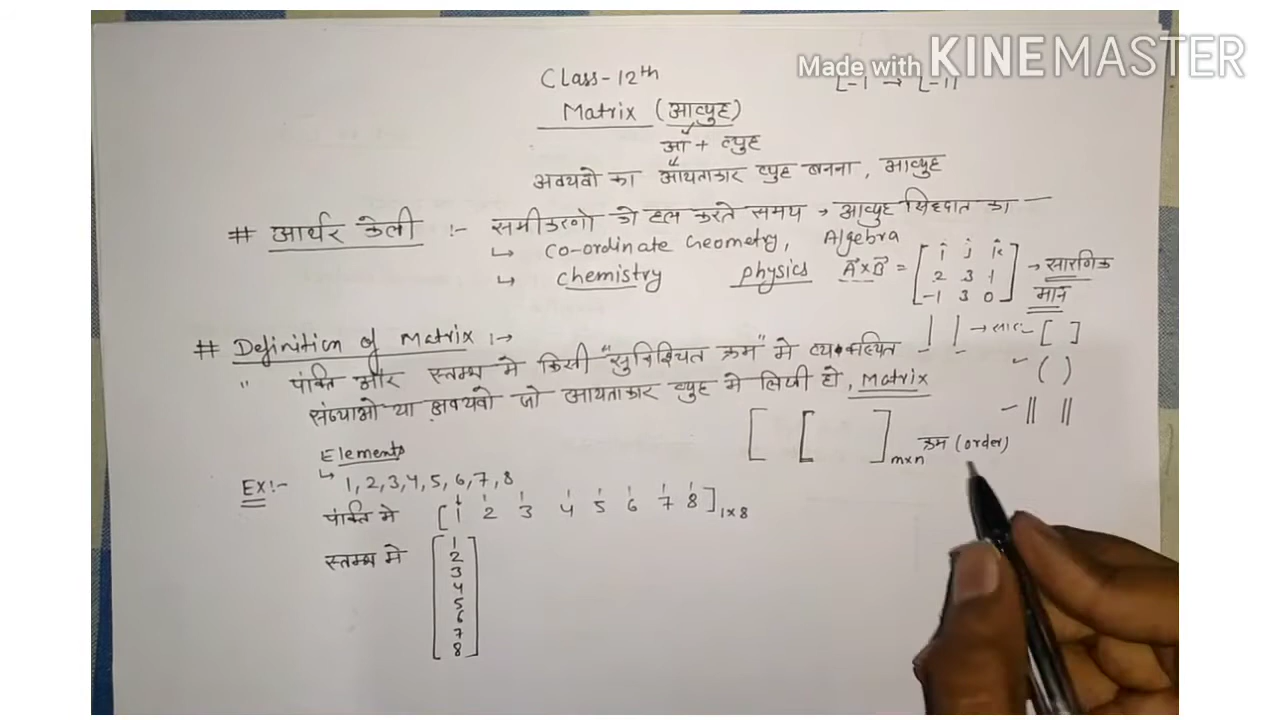 Made with KINEMASTER
Class-12th
Matrix (आव्युह)
आ + व्युह
अवयवो का आयताकार व्युह बनना, आव्युह
# आर्थर केली :- समीकरणो को हल करते समय → आव्युह सिद्दात का
↳ Co-ordinate Geometry, Algebra
↳ Chemistry physics A×B = [ i j k
2 3 1
-1 3 0 ] → सारणिक
मान
# Definition of Matrix :→
| | → [ ]
" पंक्ति और स्तम्भ मे किसी "सुनिश्चित क्रम" मे व्यवस्थित
( )
संख्याओ या अवयवो जो आयताकार व्युह मे लिखी हो, Matrix
|| ||
[ [ ] m×n क्रम (order)
Elements
Ex:- ↳ 1, 2, 3, 4, 5, 6, 7, 8
पंक्ति मे [ 1 2 3 4 5 6 7 8 ] 1×8
स्तम्भ मे [ 1
2
3
4
5
6
7
8 ]